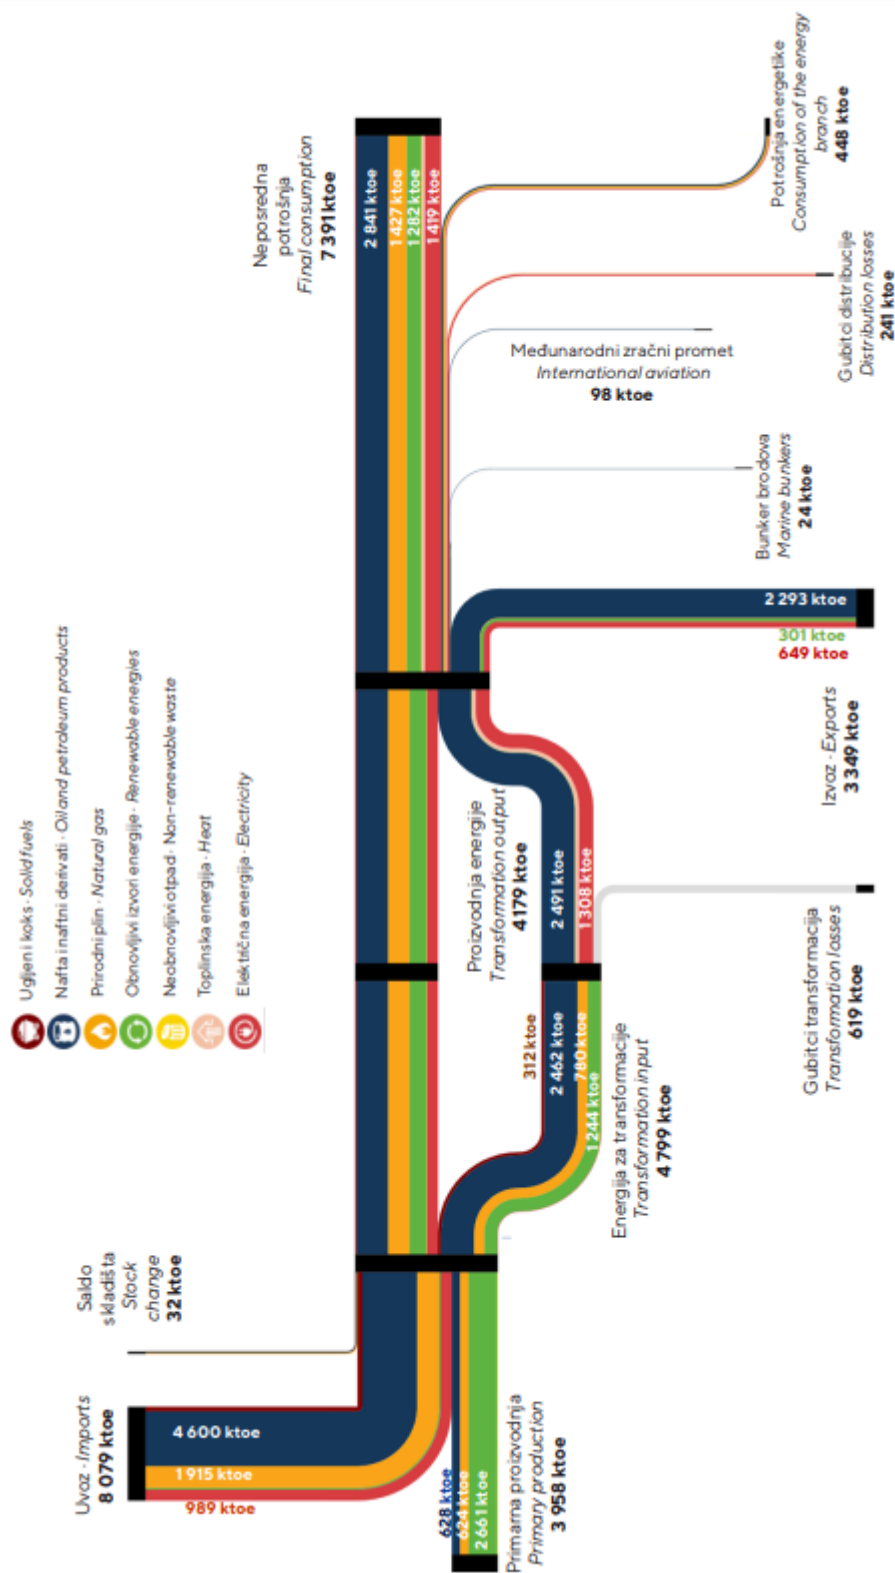 Ugljen i koks · Solid fuels
Nafta i naftni derivati · Oil and petroleum products
Prirodni plin · Natural gas
Obnovljivi izvori energije · Renewable energies
Neobnovljivi otpad · Non-renewable waste
Toplinska energija · Heat
Električna energija · Electricity
Uvoz · Imports
8 079 ktoe
4 600 ktoe
1 915 ktoe
989 ktoe
Saldo
skladišta
Stock
change
32 ktoe
628 ktoe
624 ktoe
2 661 ktoe
Primarna proizvodnja
Primary production
3 958 ktoe
312 ktoe
2 462 ktoe
780 ktoe
1 244 ktoe
Energija za transformacije
Transformation input
4 799 ktoe
Proizvodnja energije
Transformation output
4179 ktoe
2 491 ktoe
1 308 ktoe
Gubitci transformacija
Transformation losses
619 ktoe
2 293 ktoe
301 ktoe
649 ktoe
Izvoz · Exports
3 349 ktoe
Bunker brodova
Marine bunkers
24 ktoe
Međunarodni zračni promet
International aviation
98 ktoe
Gubitci distribucije
Distribution losses
241 ktoe
Potrošnja energetike
Consumption of the energy
branch
448 ktoe
Neposredna
potrošnja
Final consumption
7 391 ktoe
2 841 ktoe
1 427 ktoe
1 282 ktoe
1 419 ktoe